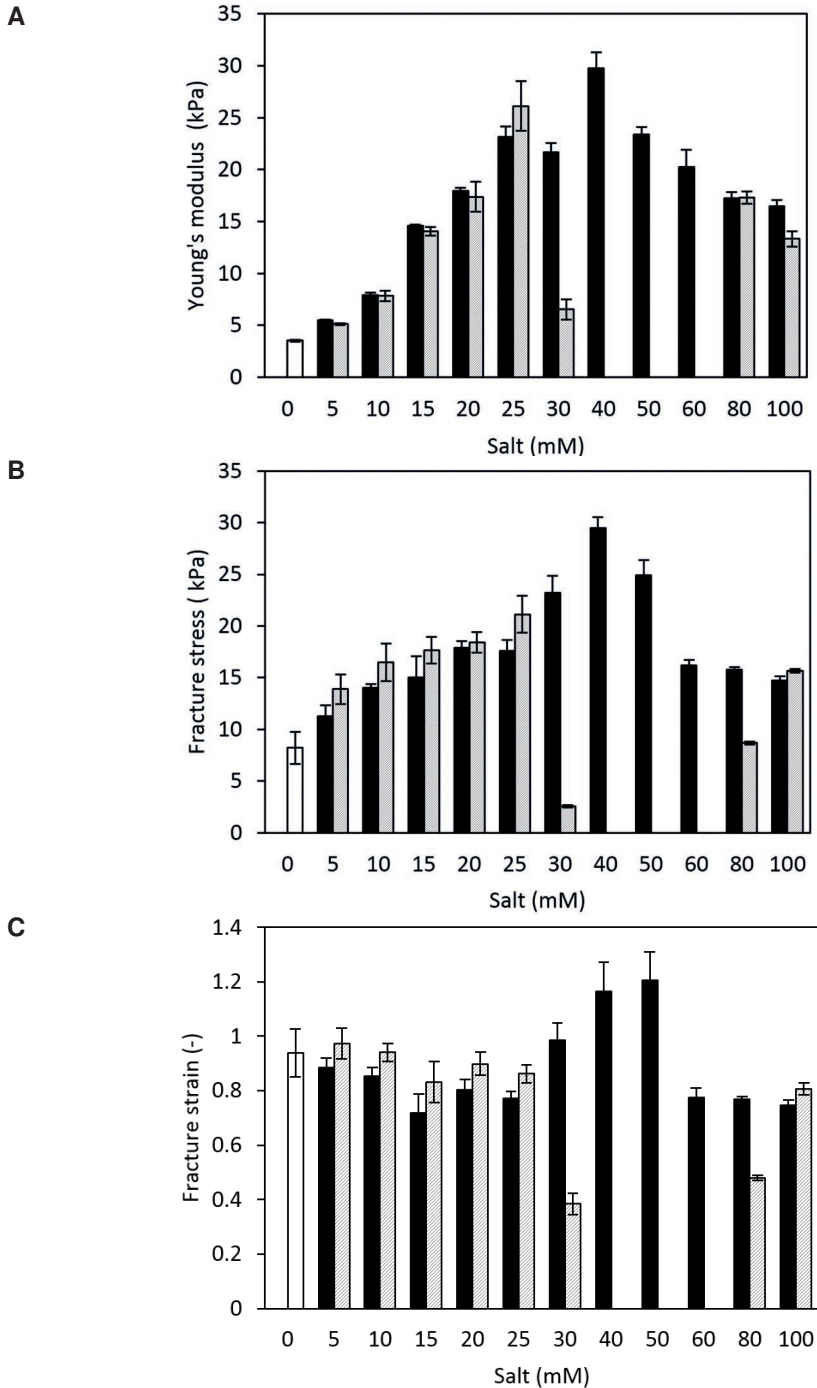 A
35
30
25
20
15
10
5
0
Young's modulus (kPa)
0 5 10 15 20 25 30 40 50 60 80 100
Salt (mM)
B
35
30
25
20
15
10
5
0
Fracture stress ( kPa)
0 5 10 15 20 25 30 40 50 60 80 100
Salt (mM)
C
1.4
1.2
1
0.8
0.6
0.4
0.2
0
Fracture strain (-)
0 5 10 15 20 25 30 40 50 60 80 100
Salt (mM)